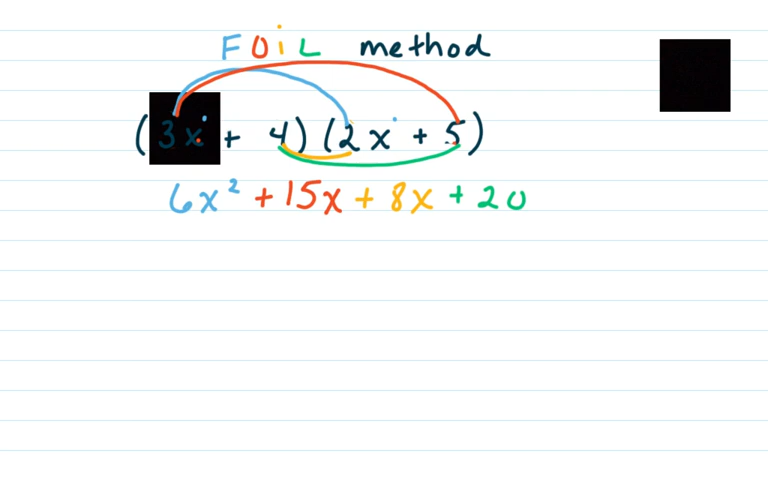 FOiL method
(3x + 4)(2x + 5)
6x² + 15x + 8x + 20